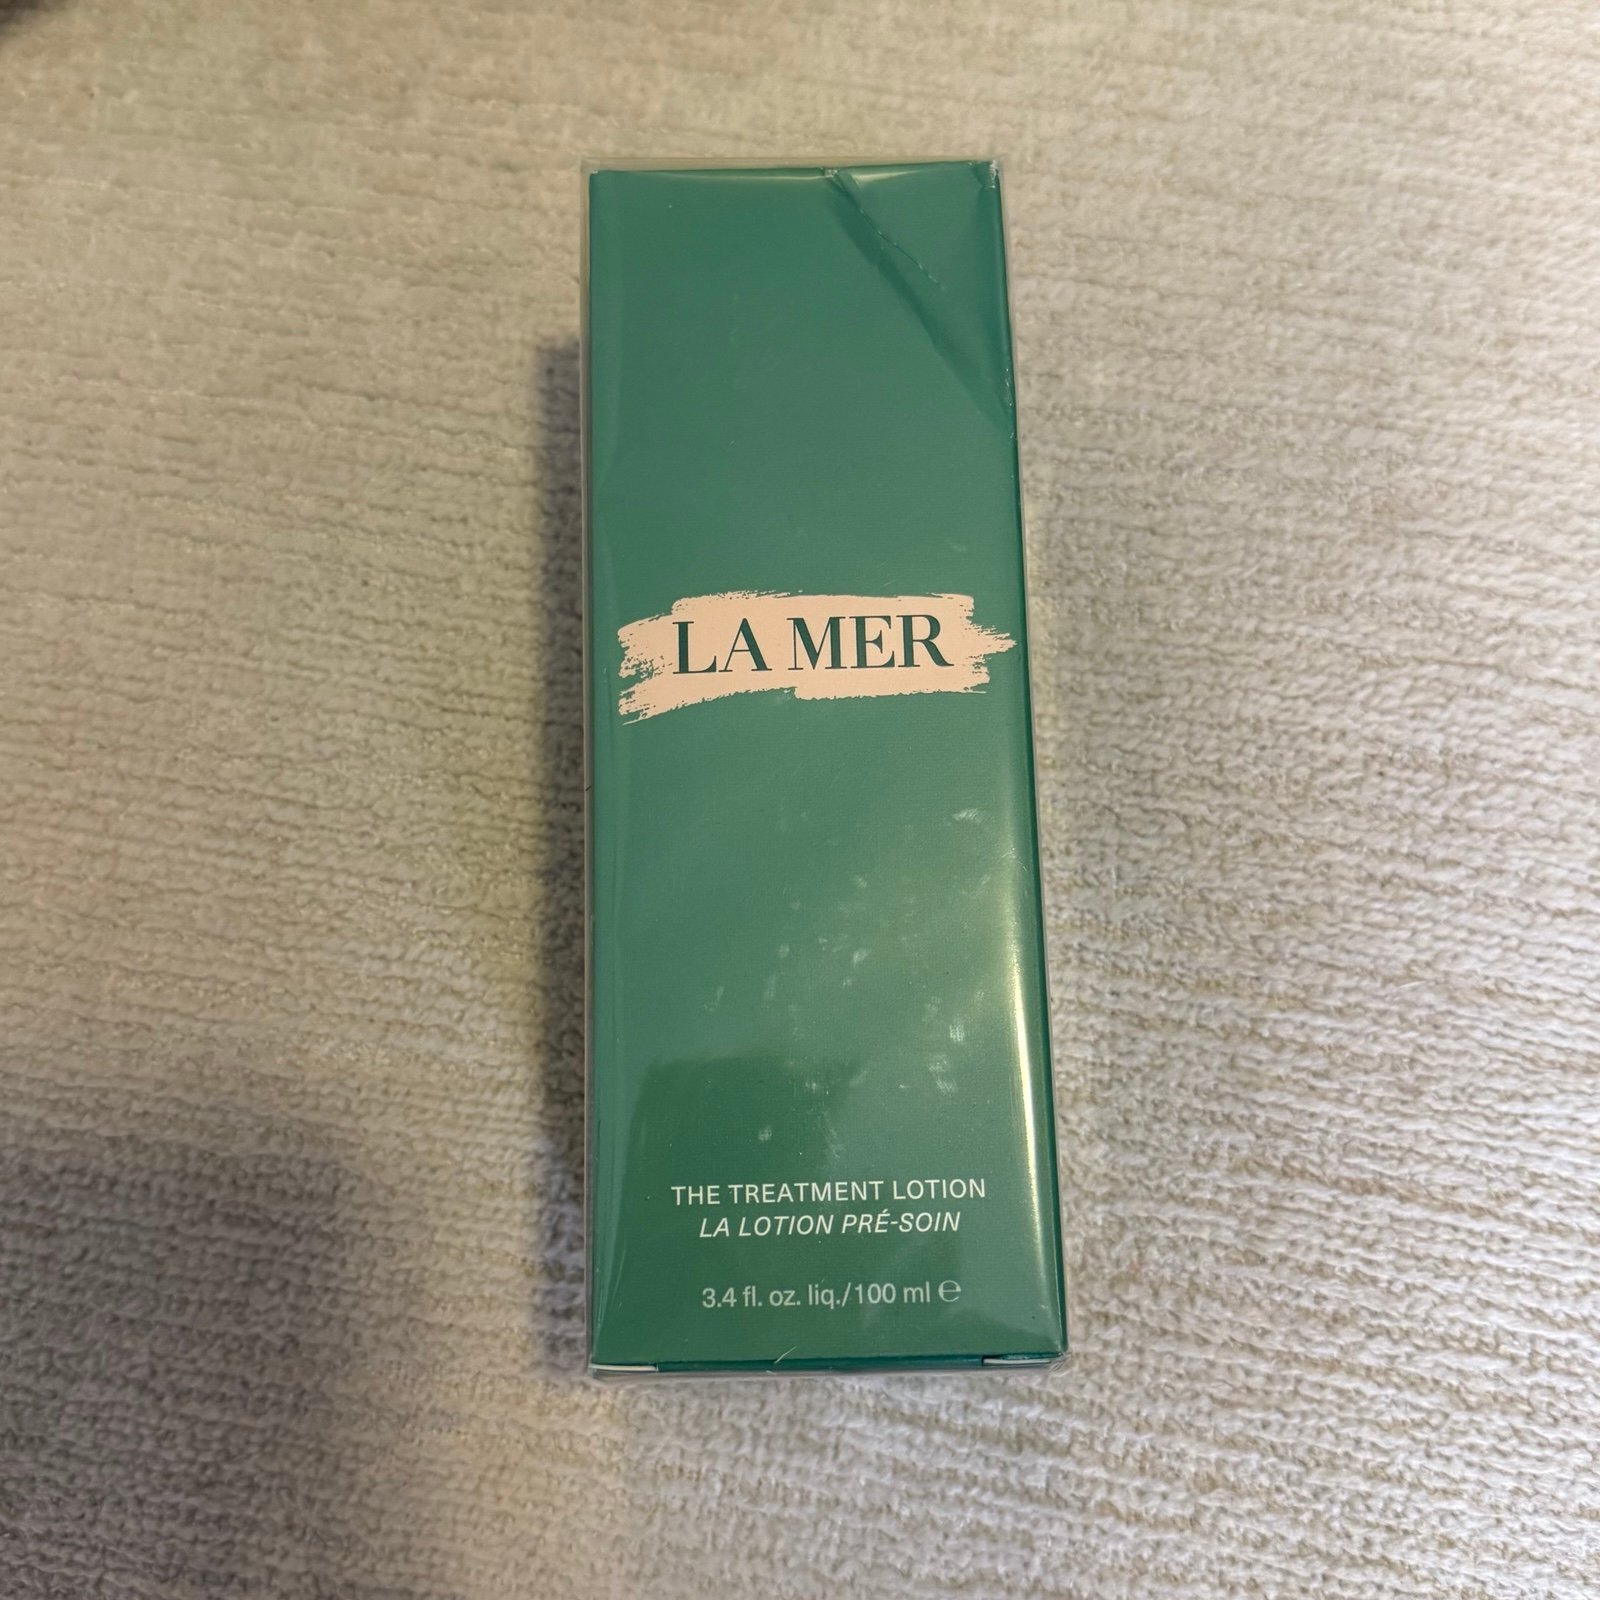 LA MER
THE TREATMENT LOTION
LA LOTION PRÉ-SOIN
3.4 fl. oz. liq./100 ml ℮